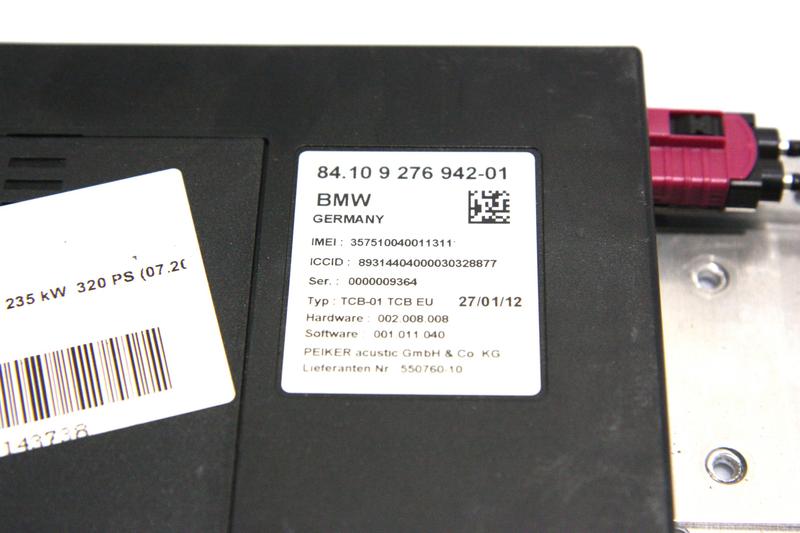 84.10 9 276 942-01
BMW
GERMANY
IMEI : 357510040011311
ICCID : 89314404000030328877
Ser. : 0000009364
Typ : TCB-01 TCB EU 27/01/12
Hardware : 002.008.008
Software : 001 011 040
PEIKER acustic GmbH & Co. KG
Lieferanten Nr 550760-10
235 kW 320 PS (07.20
143738